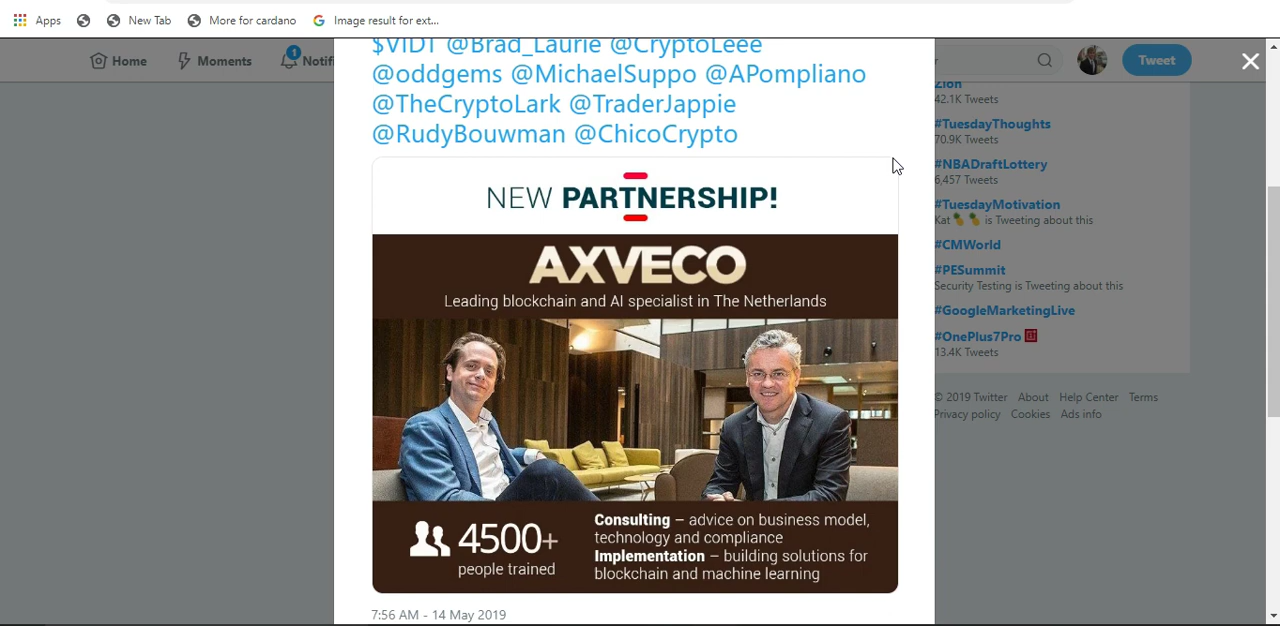 Apps
New Tab
More for cardano
Image result for ext...
Home
Moments
1
Notifi
Tweet
$VIDT @Brad_Laurie @CryptoLeee
@oddgems @MichaelSuppo @APompliano
@TheCryptoLark @TraderJappie
@RudyBouwman @ChicoCrypto
NEW PARTNERSHIP!
AXVECO
Leading blockchain and AI specialist in The Netherlands
4500+
people trained
Consulting – advice on business model,
technology and compliance
Implementation – building solutions for
blockchain and machine learning
7:56 AM - 14 May 2019
Zion
42.1K Tweets
#TuesdayThoughts
70.9K Tweets
#NBADraftLottery
6,457 Tweets
#TuesdayMotivation
Kat🍍🍍 is Tweeting about this
#CMWorld
#PESummit
Security Testing is Tweeting about this
#GoogleMarketingLive
#OnePlus7Pro
13.4K Tweets
© 2019 Twitter About Help Center Terms
Privacy policy Cookies Ads info